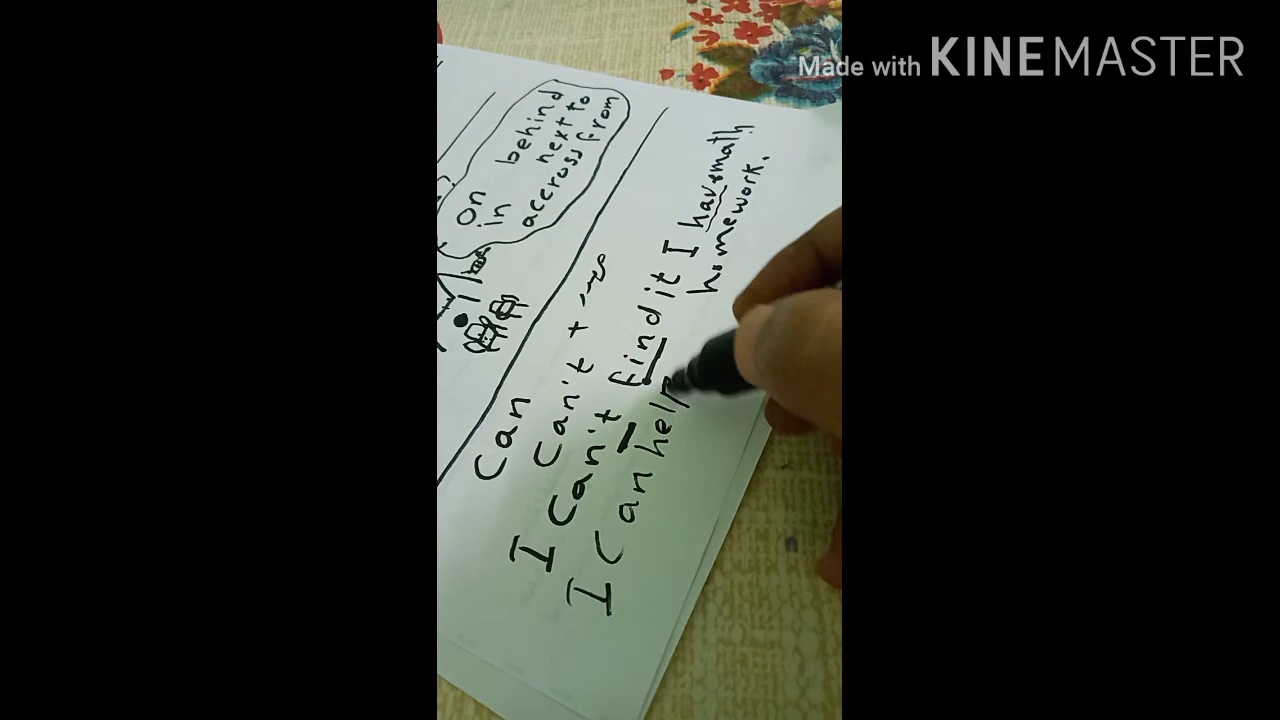 Made with KINEMASTER
on behind
in next to
accross from
Can
Can't +
I Can't find it I have math
homework.
I Can help